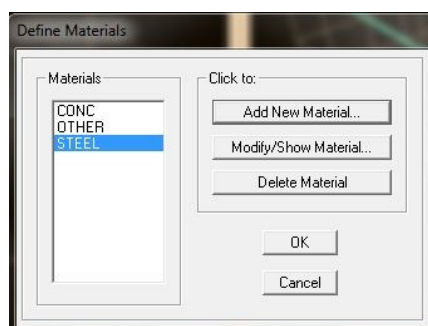 Define Materials
Materials
CONC
OTHER
STEEL
Click to:
Add New Material...
Modify/Show Material...
Delete Material
OK
Cancel